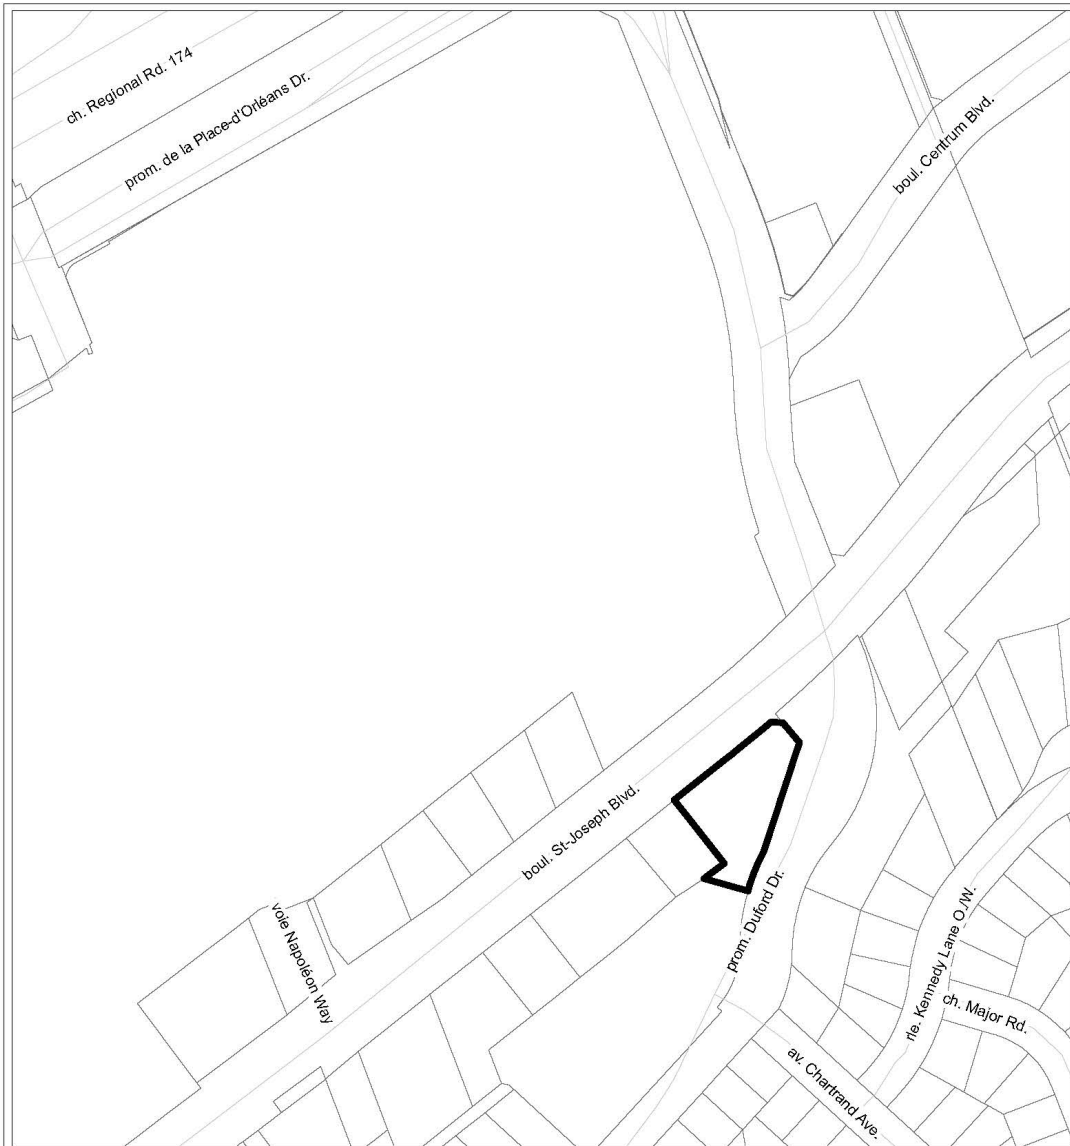 ch. Regional Rd. 174
prom. de la Place-d'Orléans Dr.
boul. Centrum Blvd.
boul. St-Joseph Blvd.
voie Napoléon Way
prom. Duford Dr.
rle. Kennedy Lane O./W.
ch. Major Rd.
av. Chartrand Ave.